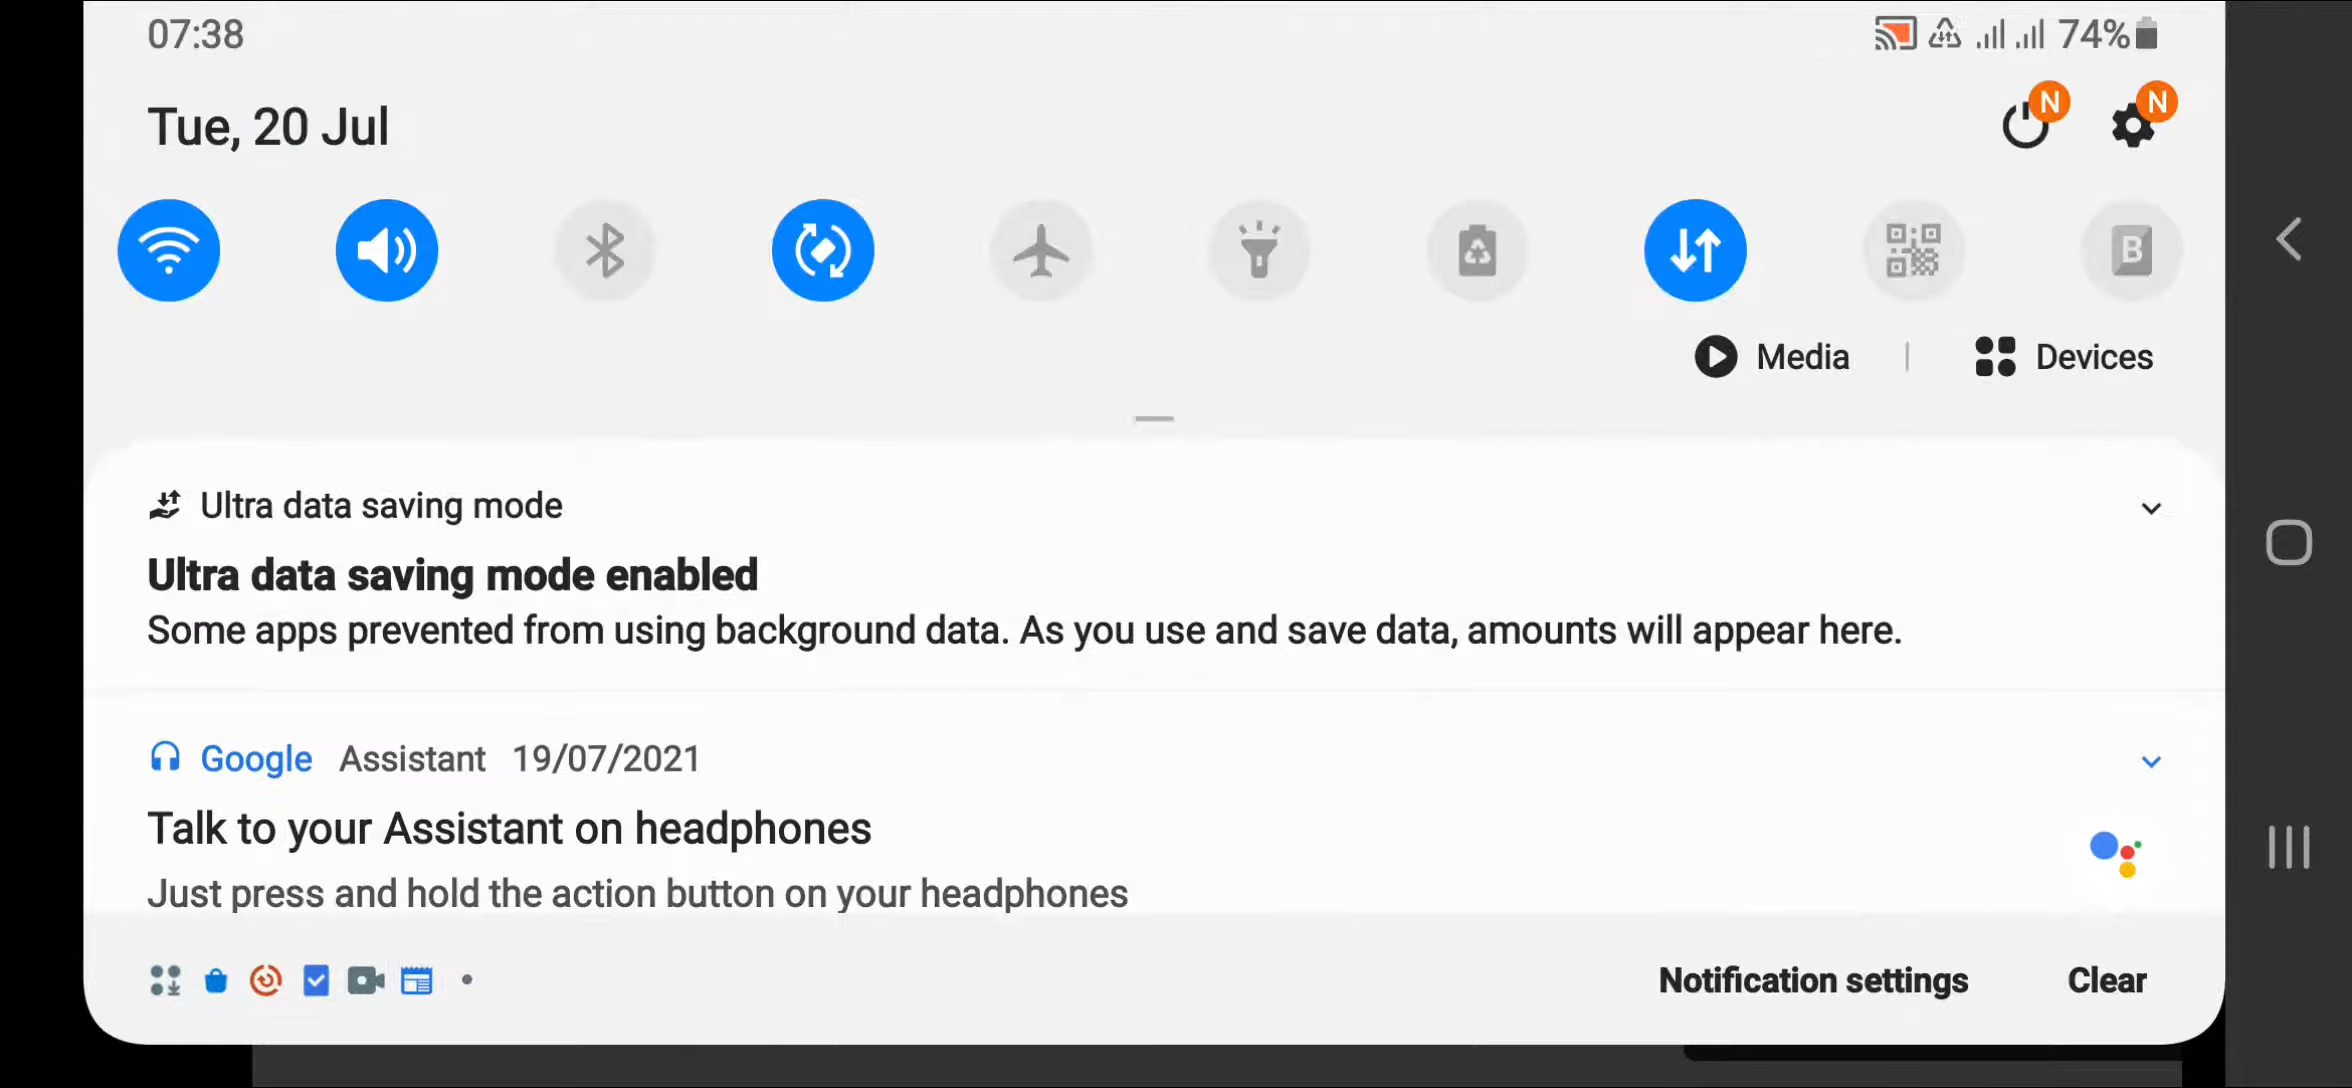 07:38
74%
Tue, 20 Jul
N
N
B
Media
Devices
Ultra data saving mode
Ultra data saving mode enabled
Some apps prevented from using background data. As you use and save data, amounts will appear here.
Google Assistant 19/07/2021
Talk to your Assistant on headphones
Just press and hold the action button on your headphones
Notification settings
Clear